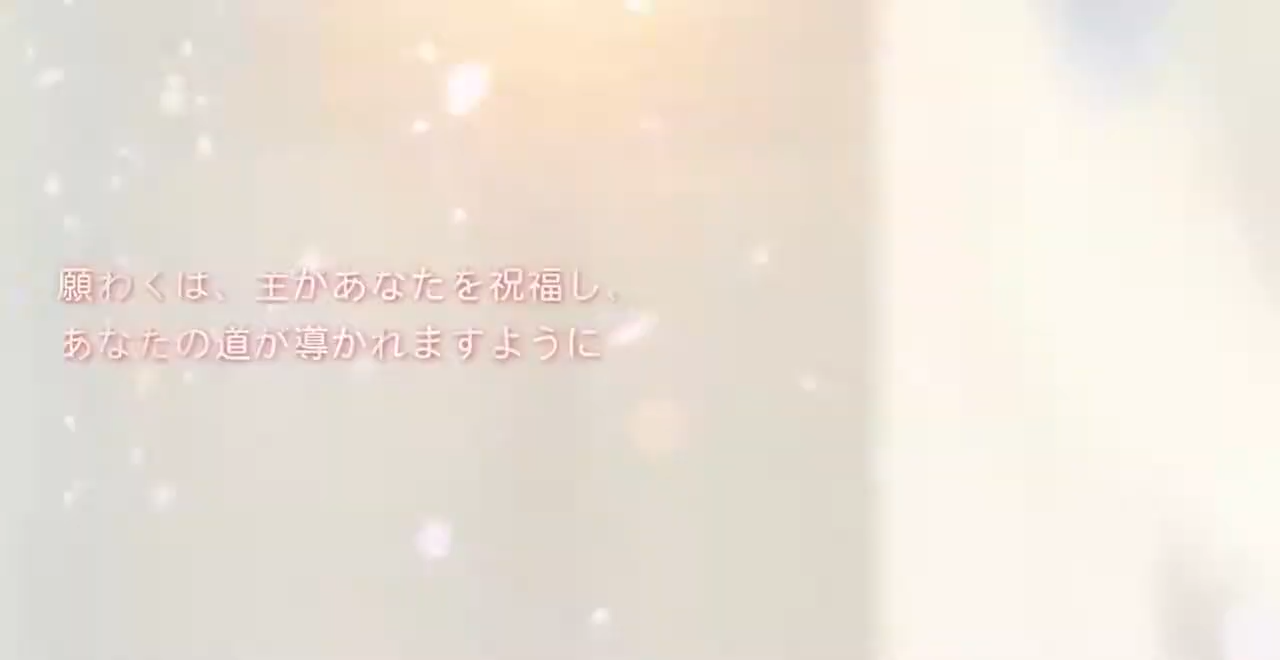 願わくは、主があなたを祝福し、
あなたの道が導かれますように